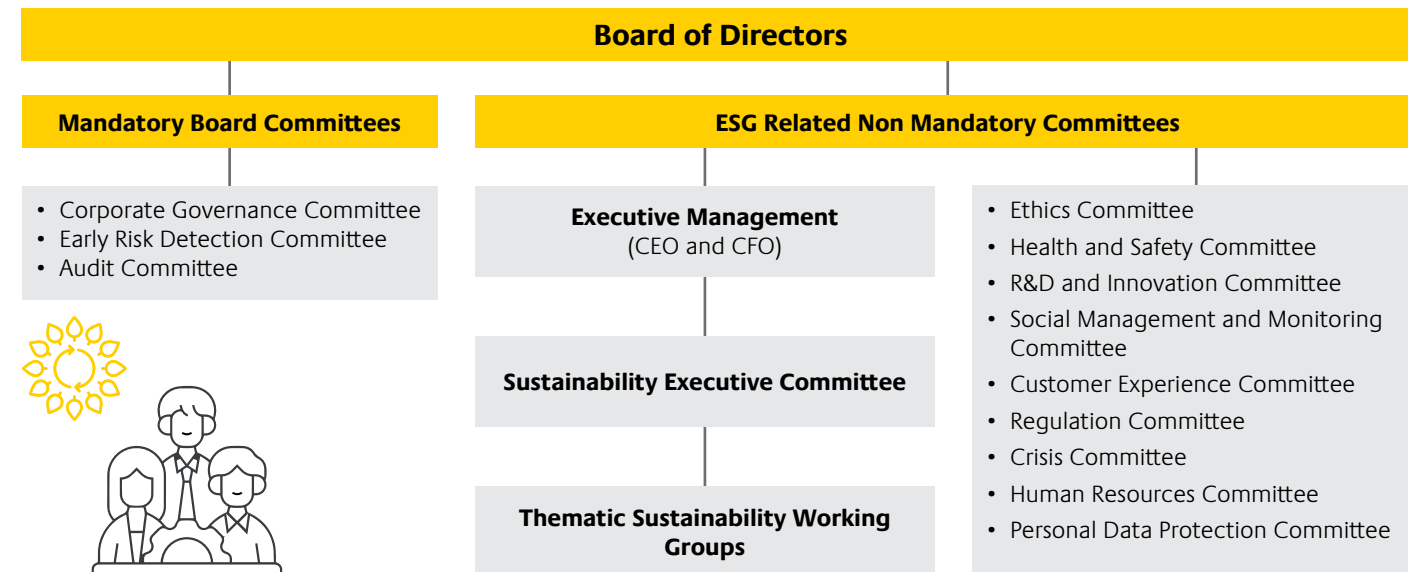 Board of Directors
Mandatory Board Committees
• Corporate Governance Committee
• Early Risk Detection Committee
• Audit Committee
ESG Related Non Mandatory Committees
Executive Management
(CEO and CFO)
Sustainability Executive Committee
Thematic Sustainability Working
Groups
• Ethics Committee
• Health and Safety Committee
• R&D and Innovation Committee
• Social Management and Monitoring
Committee
• Customer Experience Committee
• Regulation Committee
• Crisis Committee
• Human Resources Committee
• Personal Data Protection Committee